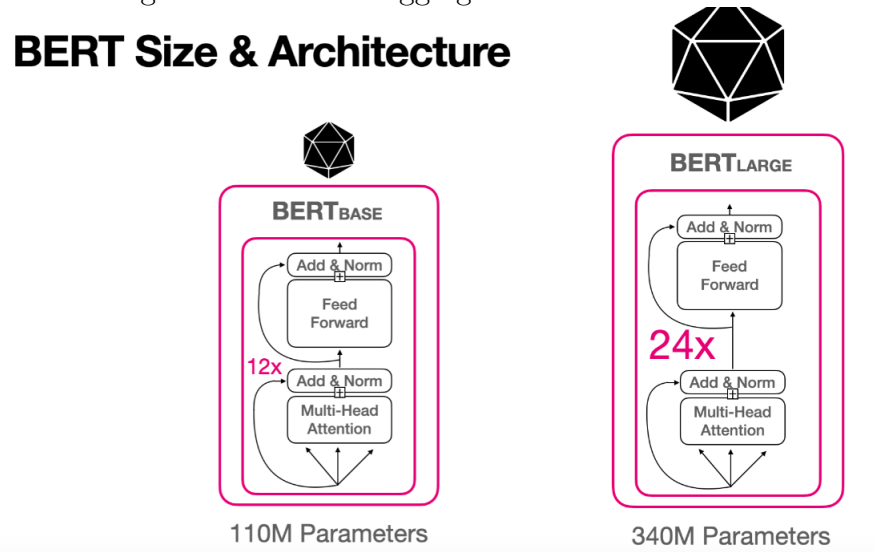 BERT Size & Architecture
BERTBASE
Add & Norm
Feed
Forward
12x
Add & Norm
Multi-Head
Attention
110M Parameters
BERTLARGE
Add & Norm
Feed
Forward
24x
Add & Norm
Multi-Head
Attention
340M Parameters